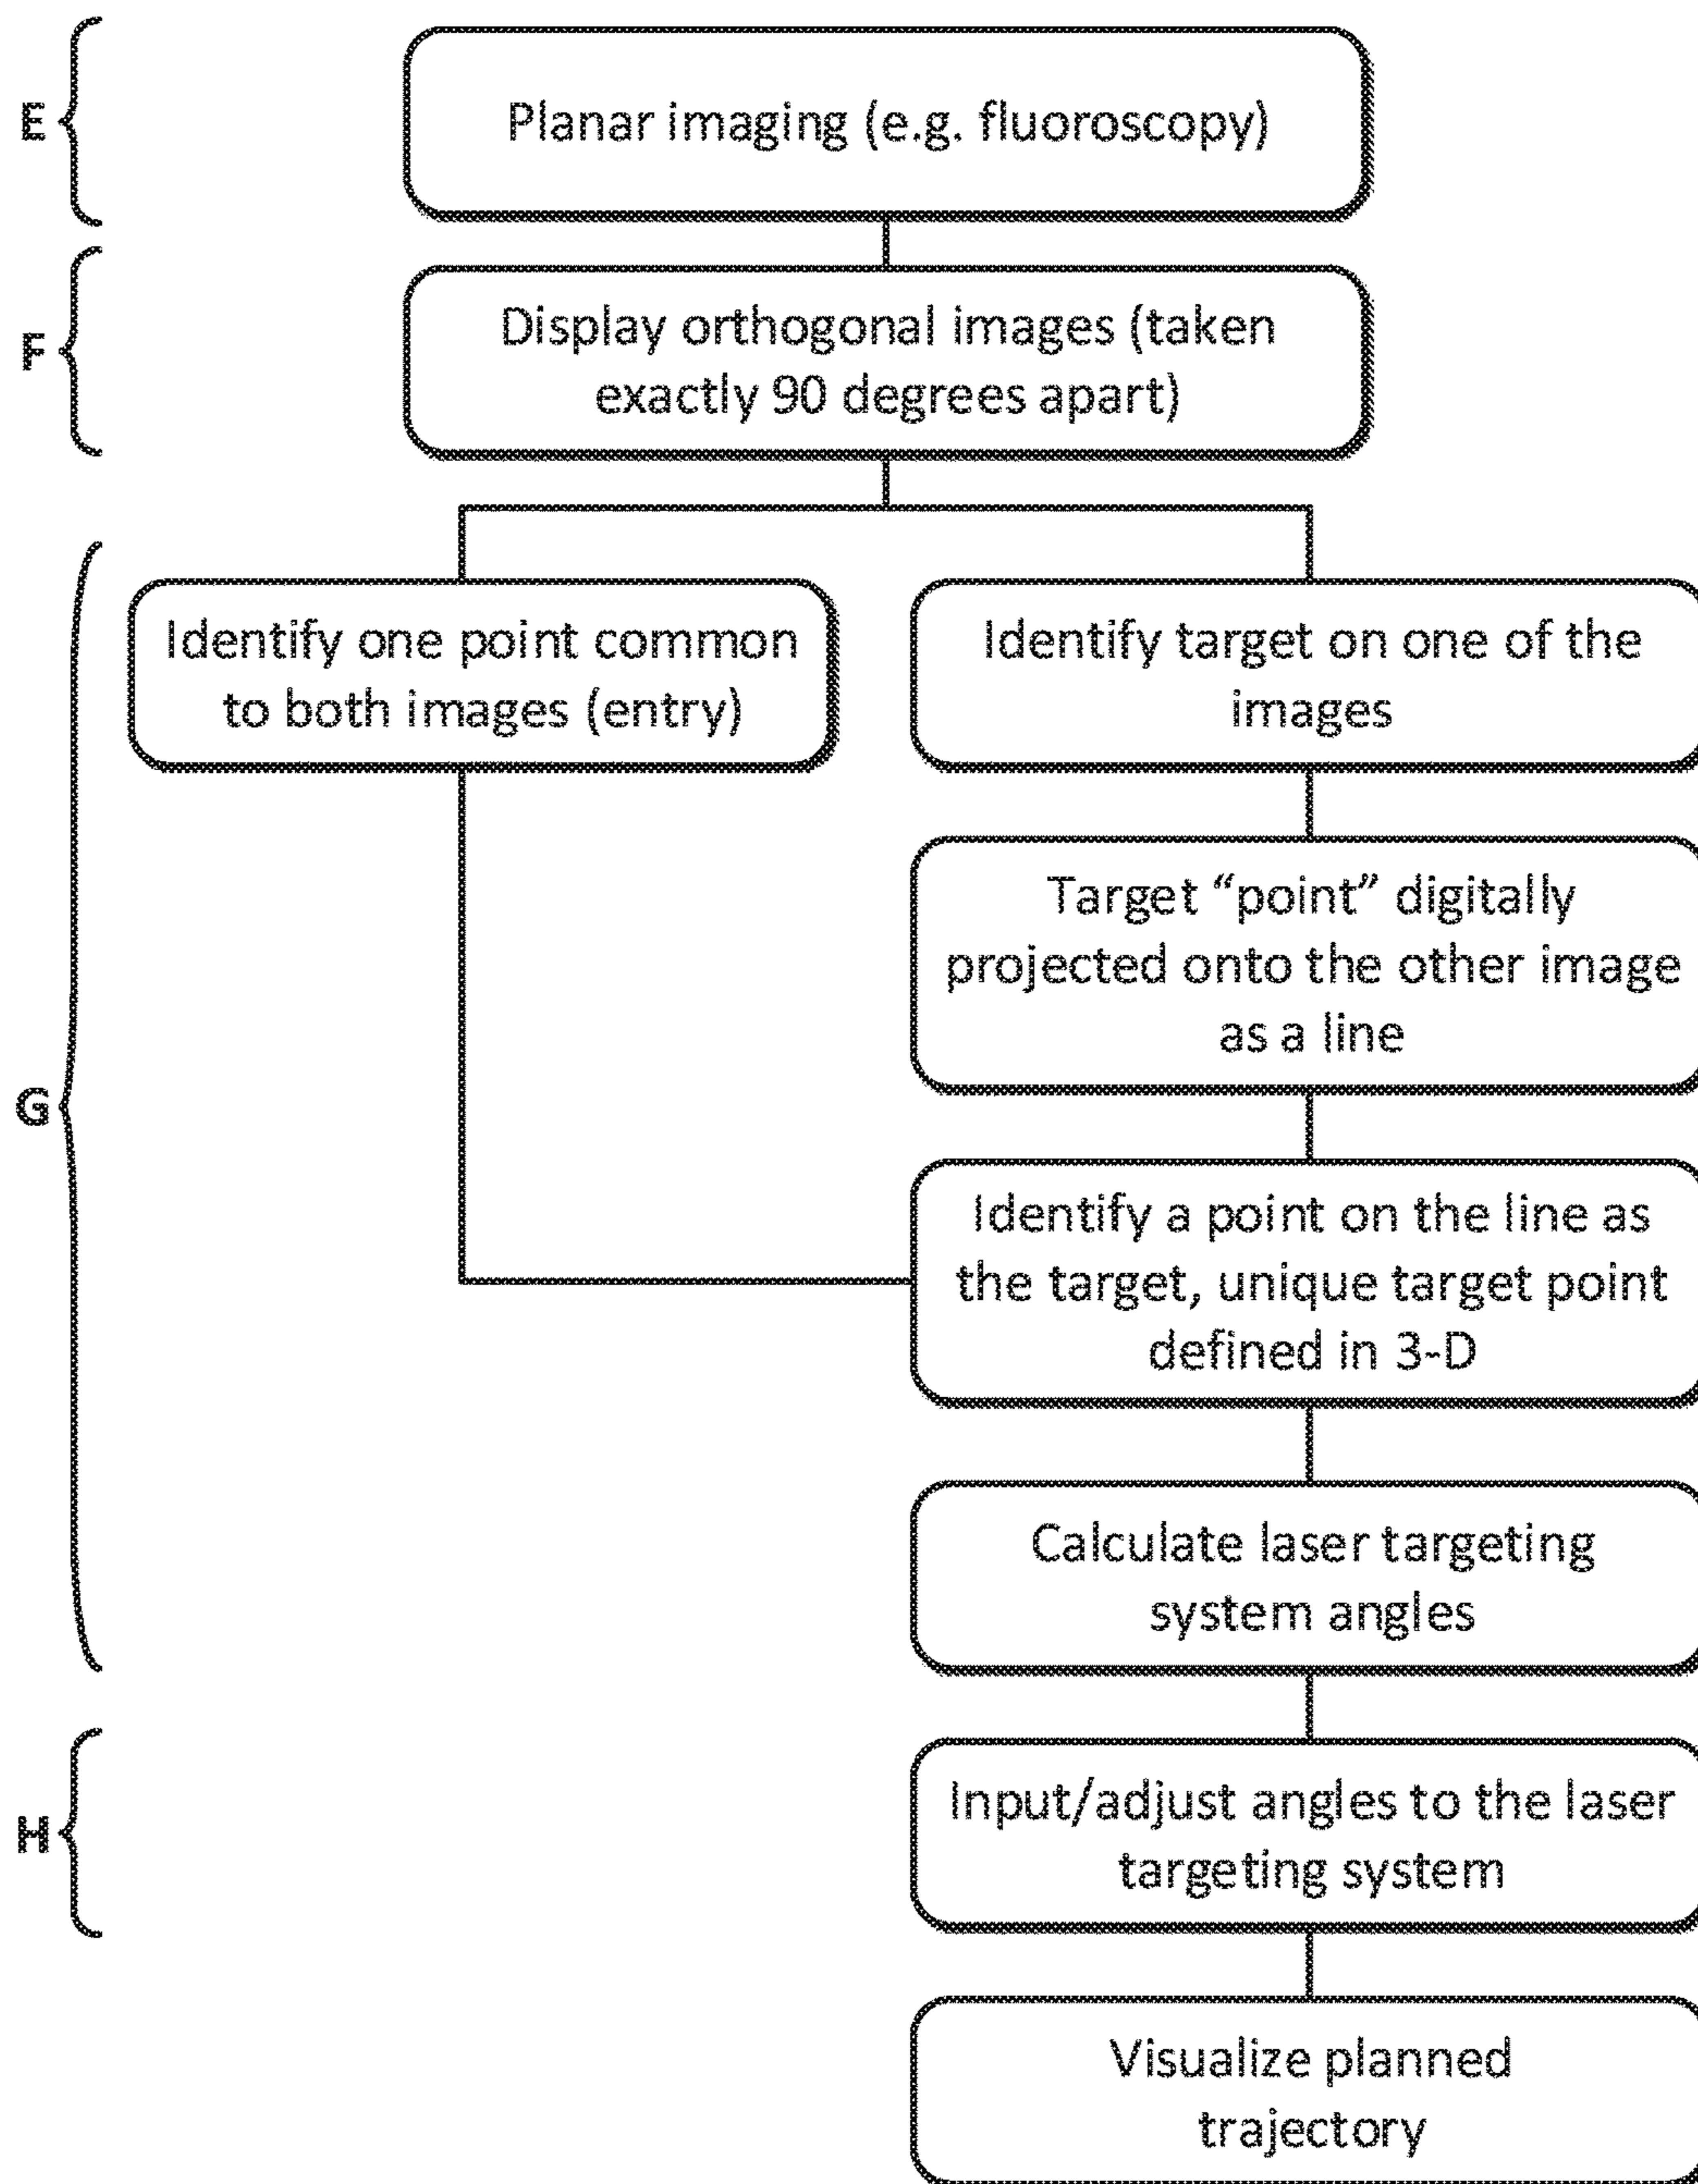 E
Planar imaging (e.g. fluoroscopy)
F
Display orthogonal images (taken
exactly 90 degrees apart)
G
Identify one point common
to both images (entry)
Identify target on one of the
images
Target “point” digitally
projected onto the other image
as a line
Identify a point on the line as
the target, unique target point
defined in 3-D
Calculate laser targeting
system angles
H
Input/adjust angles to the laser
targeting system
Visualize planned
trajectory